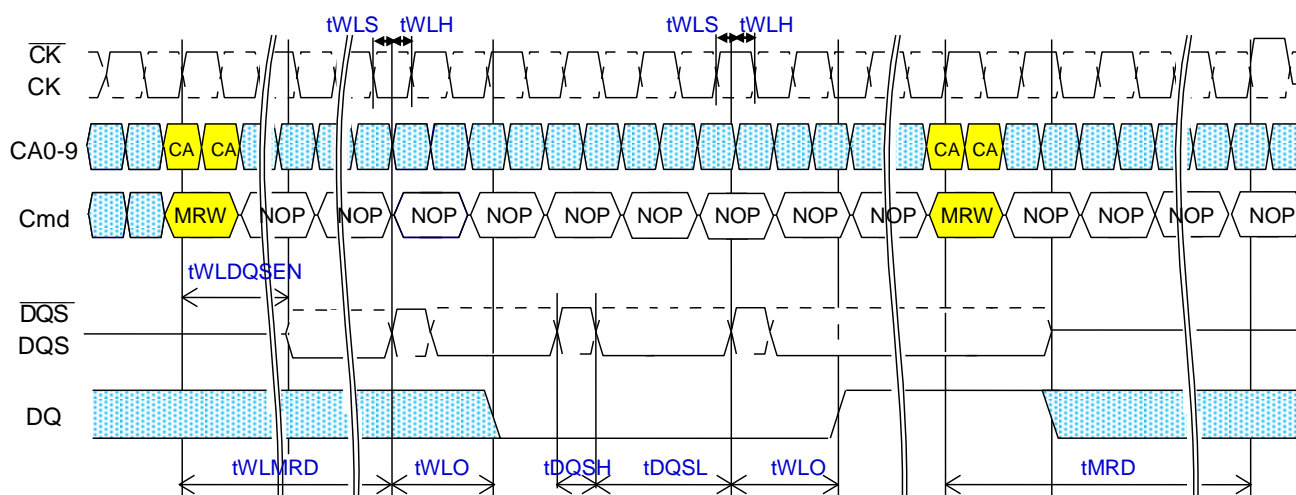 tWLS tWLH tWLS tWLH
CK
CK
CA0-9 CA CA CA CA
Cmd MRW NOP NOP NOP NOP NOP NOP NOP NOP NOP MRW NOP NOP NOP NOP
tWLDQSEN
DQS
DQS
DQ
tWLMRD tWLO tDQSH tDQSL tWLO tMRD